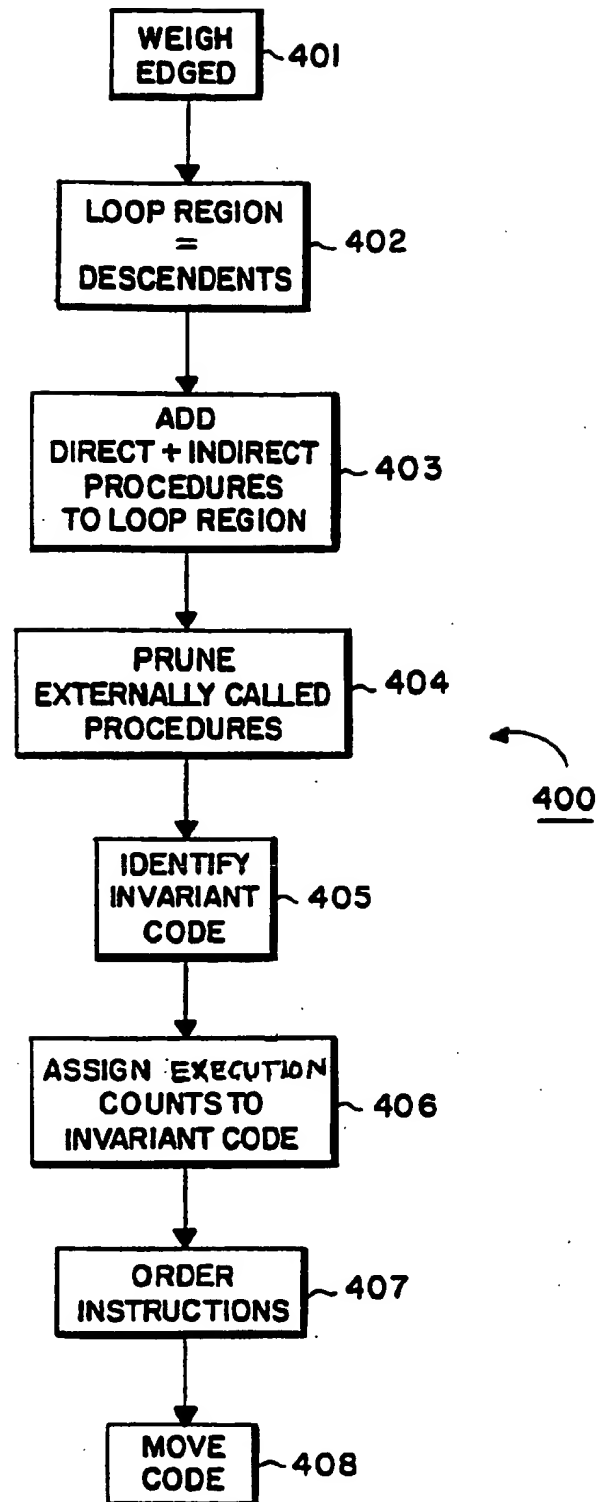 WEIGH
EDGED
401
LOOP REGION
=
DESCENDENTS
402
ADD
DIRECT + INDIRECT
PROCEDURES
TO LOOP REGION
403
PRUNE
EXTERNALLY CALLED
PROCEDURES
404
400
IDENTIFY
INVARIANT
CODE
405
ASSIGN EXECUTION
COUNTS TO
INVARIANT CODE
406
ORDER
INSTRUCTIONS
407
MOVE
CODE
408